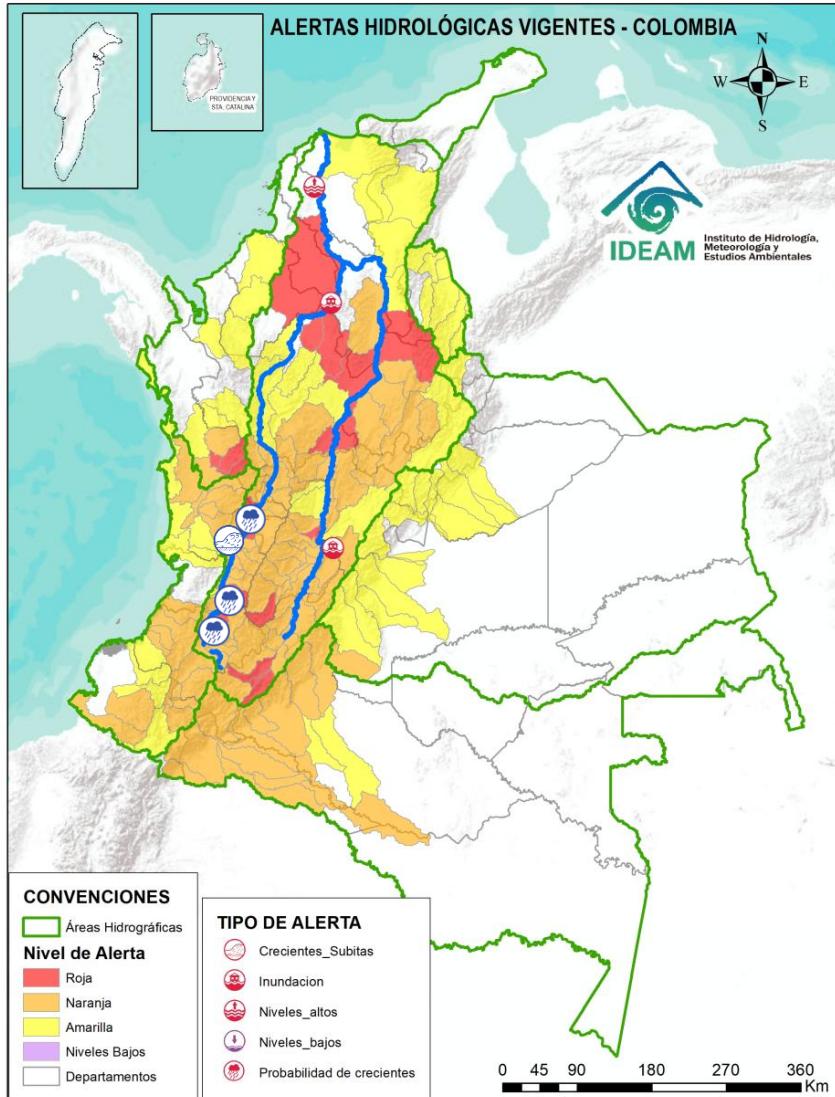 ALERTAS HIDROLÓGICAS VIGENTES - COLOMBIA
PROVIDENCIA Y
STA. CATALINA
N
W
E
S
IDEAM
Instituto de Hidrología,
Meteorología y
Estudios Ambientales
CONVENCIONES
Áreas Hidrográficas
Nivel de Alerta
Roja
Naranja
Amarilla
Niveles Bajos
Departamentos
TIPO DE ALERTA
Crecientes_Subitas
Inundacion
Niveles_altos
Niveles_bajos
Probabilidad de crecientes
0 45 90 180 270 360
Km